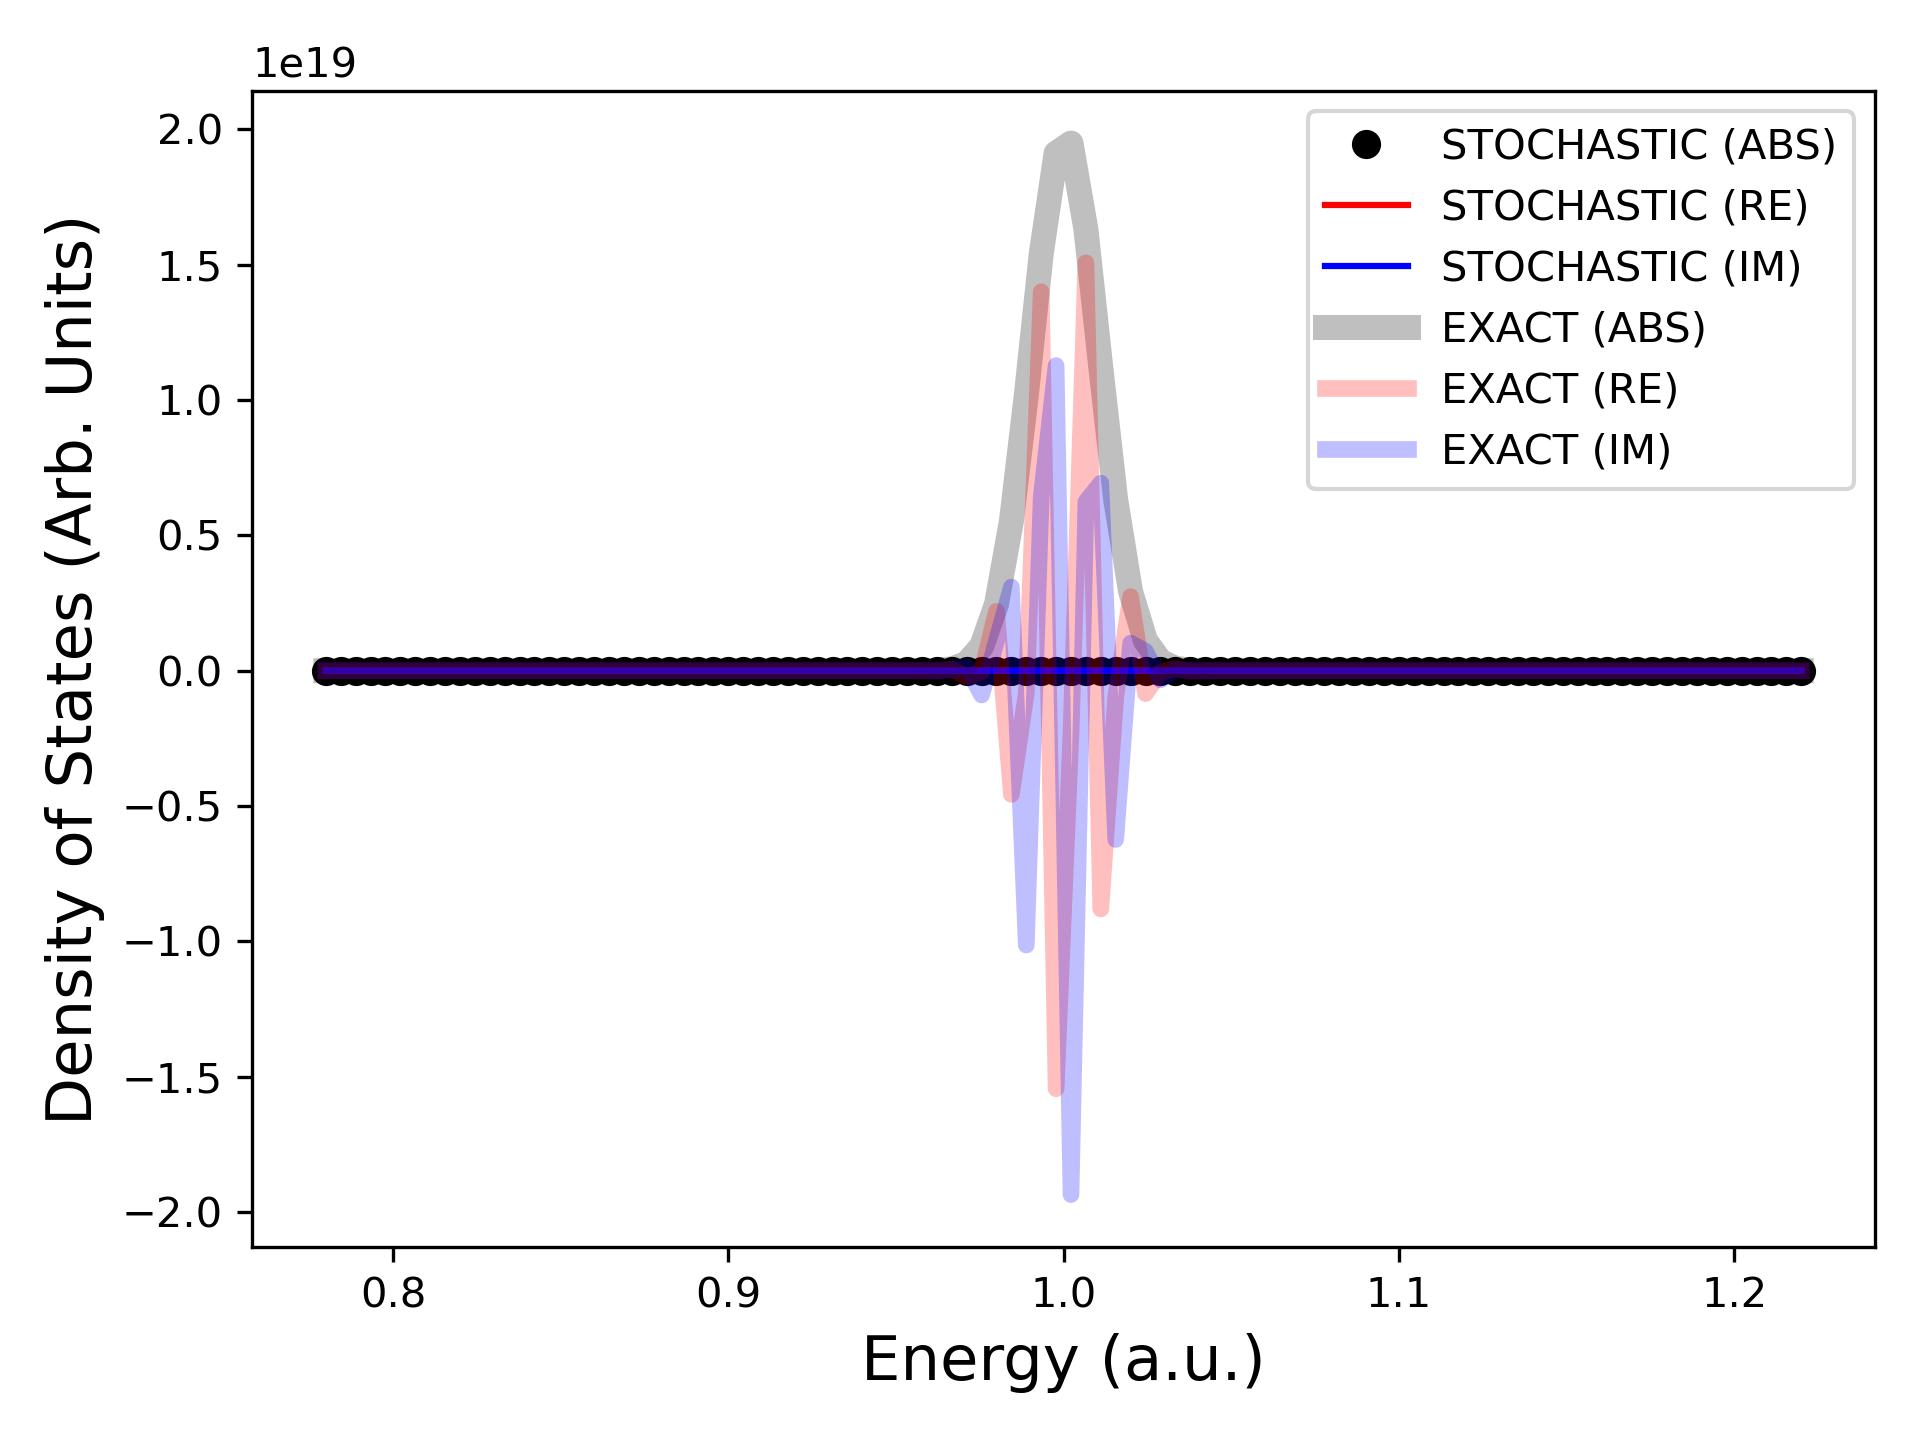 1e19
2.0
1.5
1.0
0.5
0.0
−0.5
−1.0
−1.5
−2.0
Density of States (Arb. Units)
STOCHASTIC (ABS)
STOCHASTIC (RE)
STOCHASTIC (IM)
EXACT (ABS)
EXACT (RE)
EXACT (IM)
0.8 0.9 1.0 1.1 1.2
Energy (a.u.)